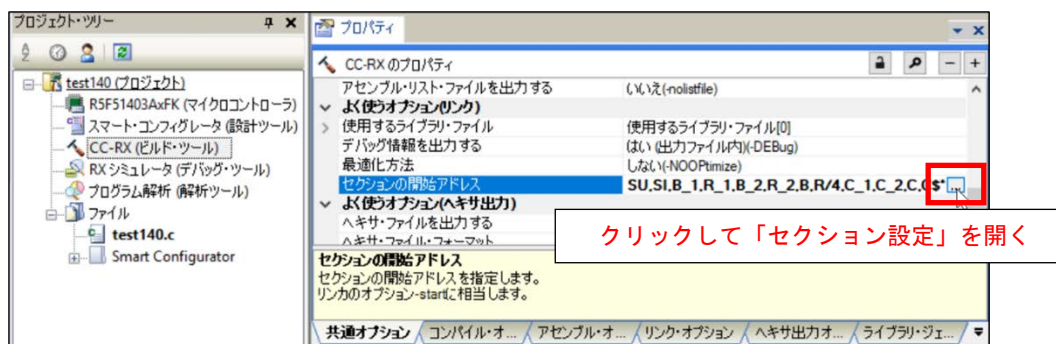 プロジェクト・ツリー
test140 (プロジェクト)
R5F51403AxFK (マイクロコントローラ)
スマート・コンフィグレータ (設計ツール)
CC-RX (ビルド・ツール)
RX シミュレータ (デバッグ・ツール)
プログラム解析 (解析ツール)
ファイル
test140.c
Smart Configurator
プロパティ
CC-RX のプロパティ
アセンブル・リスト・ファイルを出力する いいえ(-nolistfile)
よく使うオプション(リンク)
使用するライブラリ・ファイル 使用するライブラリ・ファイル[0]
デバッグ情報を出力する はい (出力ファイル内)(-DEBug)
最適化方法 しない(-NOOPtimize)
セクションの開始アドレス SU,SI,B_1,R_1,B_2,R_2,B,R/4,C_1,C_2,C,C$* ...
よく使うオプション(ヘキサ出力)
ヘキサ・ファイルを出力する
ヘキサ・ファイル・フォーマット
クリックして「セクション設定」を開く
セクションの開始アドレス
セクションの開始アドレスを指定します。
リンカのオプション-startに相当します。
共通オプション コンパイル・オ... アセンブル・オ... リンク・オプション ヘキサ出力オ... ライブラリ・ジェ...